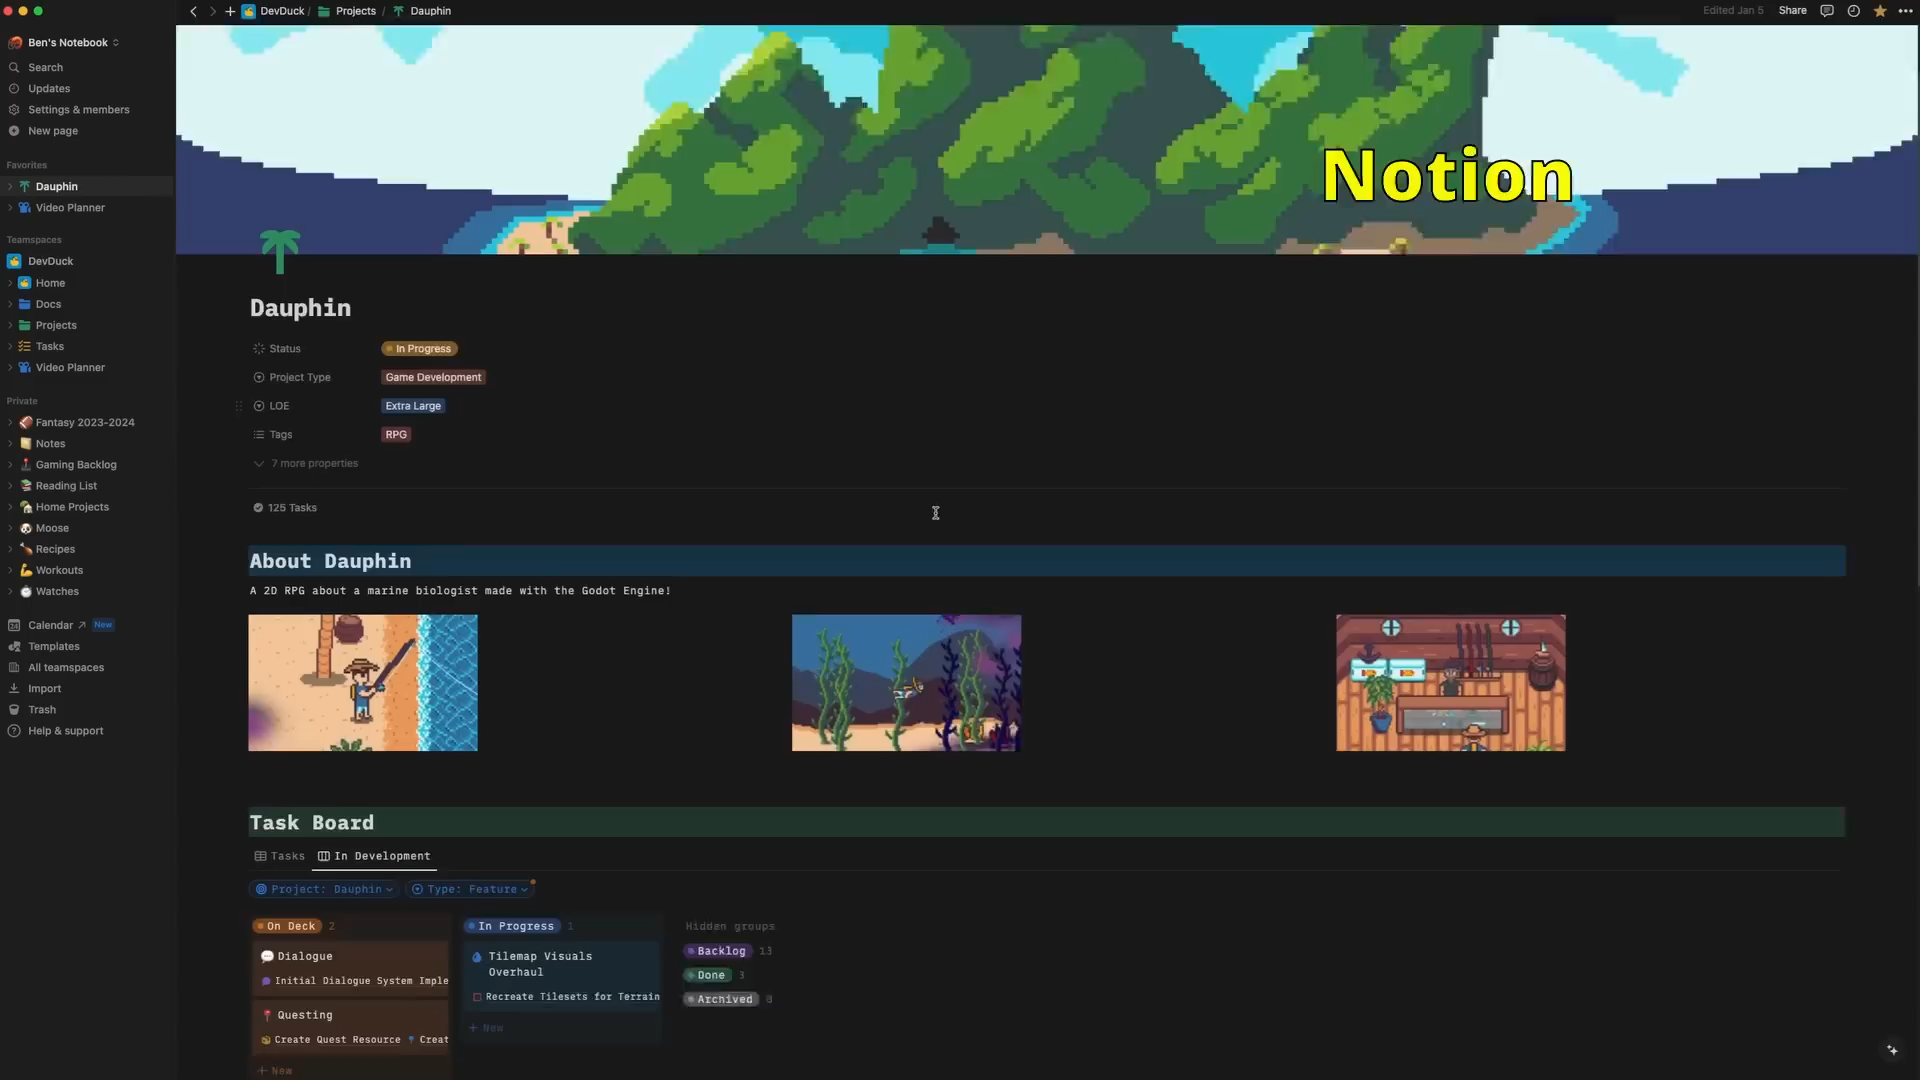 DevDuck / Projects / Dauphin
Edited Jan 5 Share
Ben's Notebook
Search
Updates
Settings & members
New page
Favorites
Dauphin
Video Planner
Teamspaces
DevDuck
Home
Docs
Projects
Tasks
Video Planner
Private
Fantasy 2023-2024
Notes
Gaming Backlog
Reading List
Home Projects
Moose
Recipes
Workouts
Watches
Calendar ↗ New
Templates
All teamspaces
Import
Trash
Help & support
Notion
Dauphin
Status In Progress
Project Type Game Development
LOE Extra Large
Tags RPG
7 more properties
125 Tasks
About Dauphin
A 2D RPG about a marine biologist made with the Godot Engine!
Task Board
Tasks In Development
Project: Dauphin Type: Feature
On Deck 2
Dialogue
Initial Dialogue System Imple
Questing
Create Quest Resource Creat
+ New
In Progress 1
Tilemap Visuals
Overhaul
Recreate Tilesets for Terrain
+ New
Hidden groups
Backlog 13
Done 3
Archived